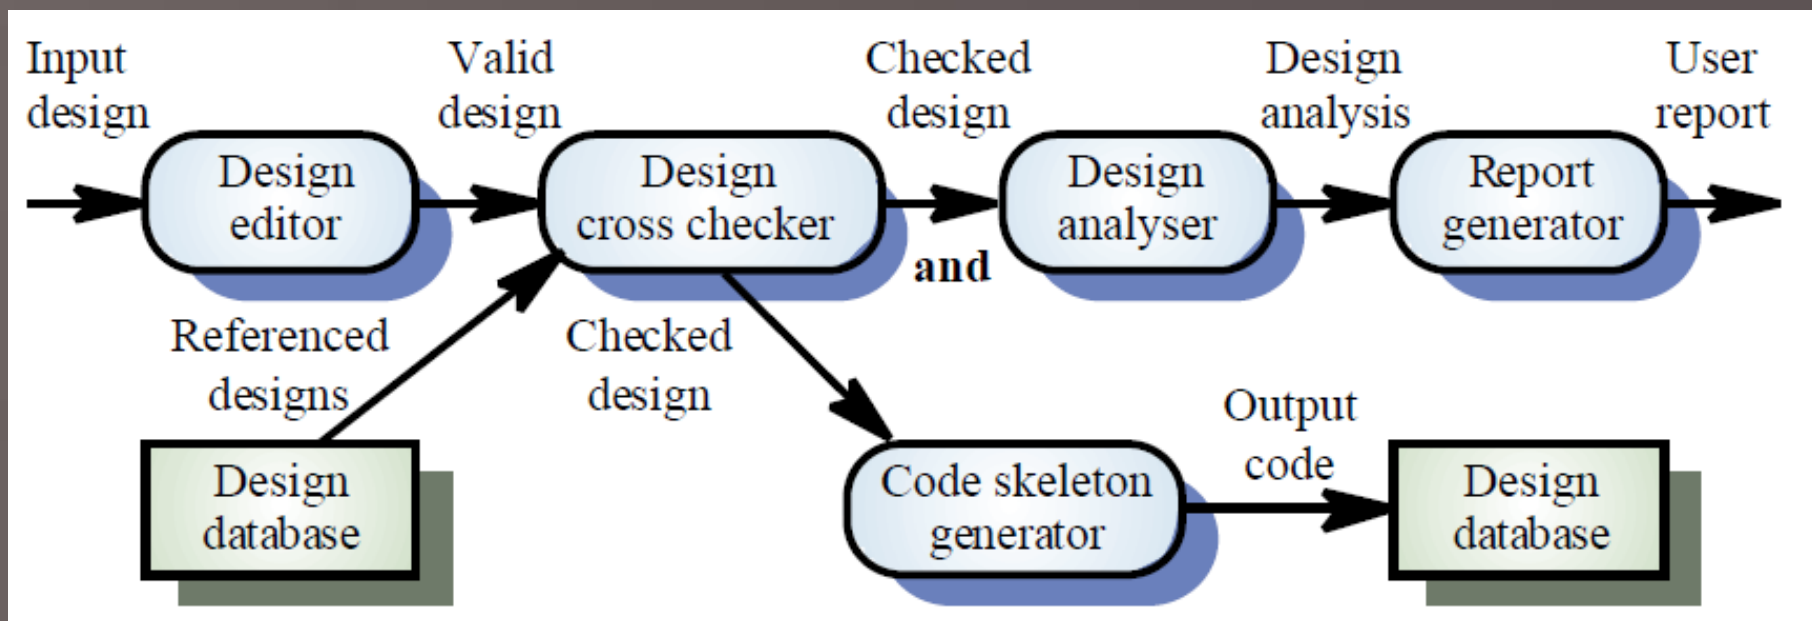 Input
design
Valid
design
Checked
design
Design
analysis
User
report
Design
editor
Design
cross checker
Design
analyser
Report
generator
and
Referenced
designs
Checked
design
Output
code
Design
database
Code skeleton
generator
Design
database